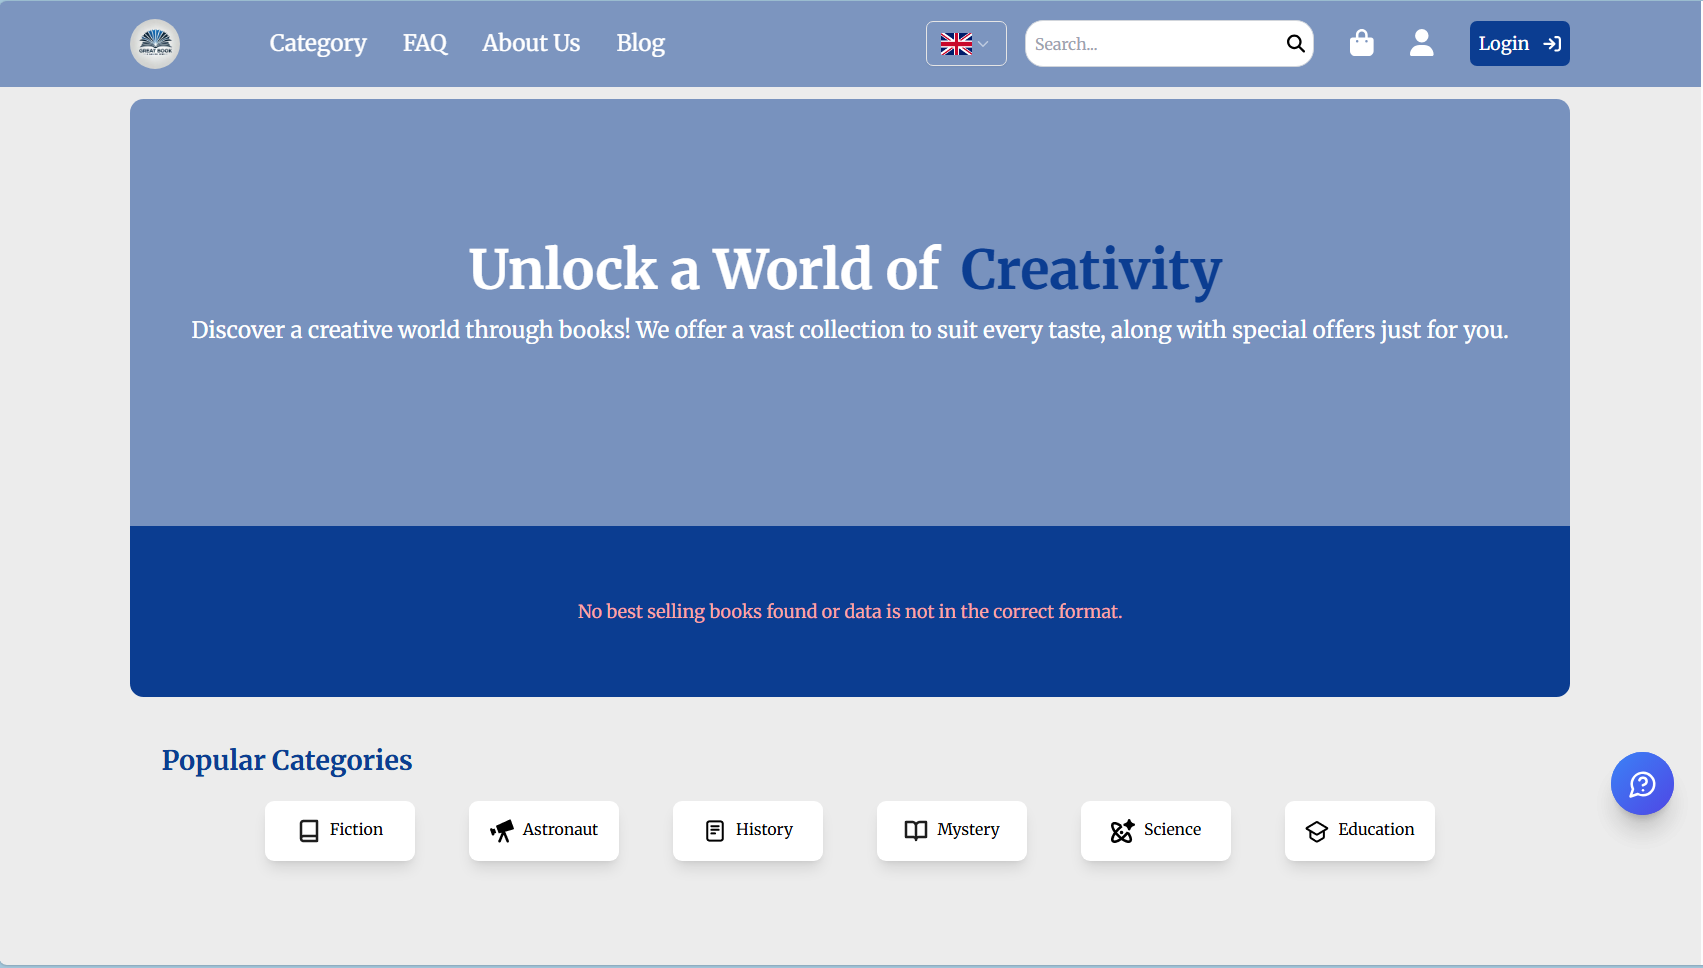 GREAT BOOK
Category FAQ About Us Blog
Search...
Login
Unlock a World of Creativity
Discover a creative world through books! We offer a vast collection to suit every taste, along with special offers just for you.
No best selling books found or data is not in the correct format.
Popular Categories
Fiction
Astronaut
History
Mystery
Science
Education